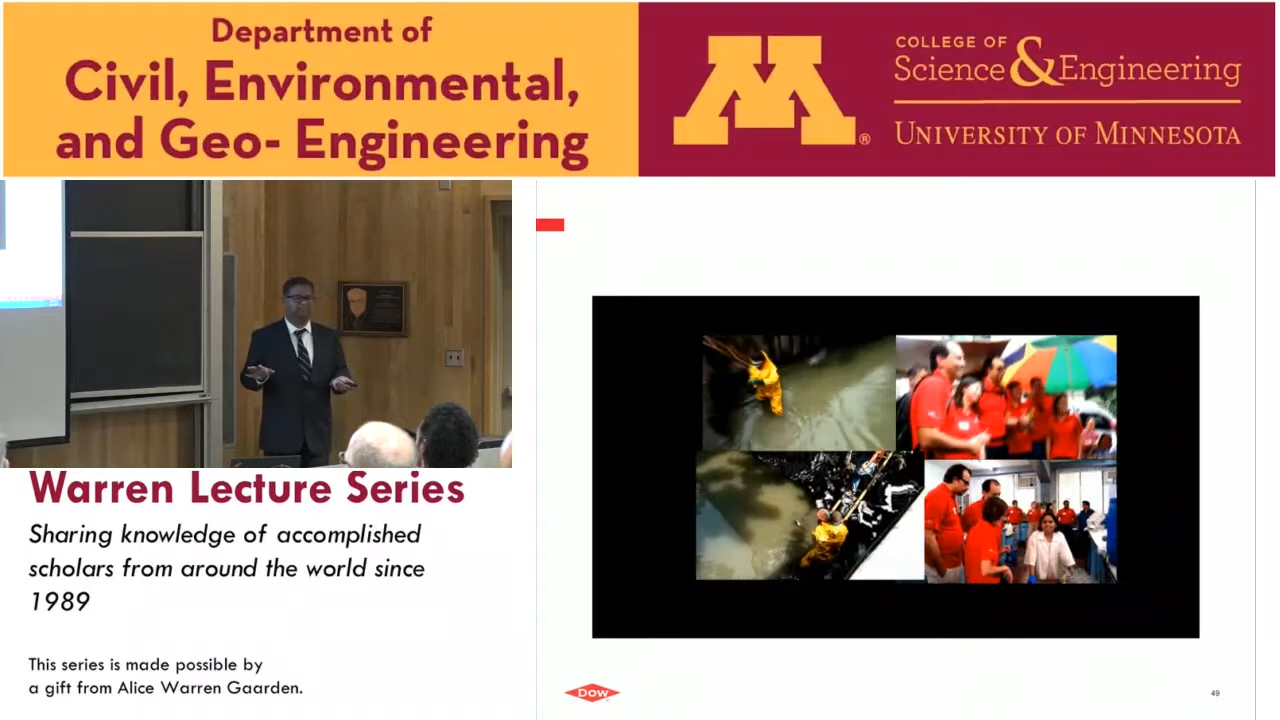 Department of
Civil, Environmental,
and Geo- Engineering
M®
COLLEGE OF
Science & Engineering
UNIVERSITY OF MINNESOTA
Warren Lecture Series
Sharing knowledge of accomplished
scholars from around the world since
1989
This series is made possible by
a gift from Alice Warren Gaarden.
DOW
49